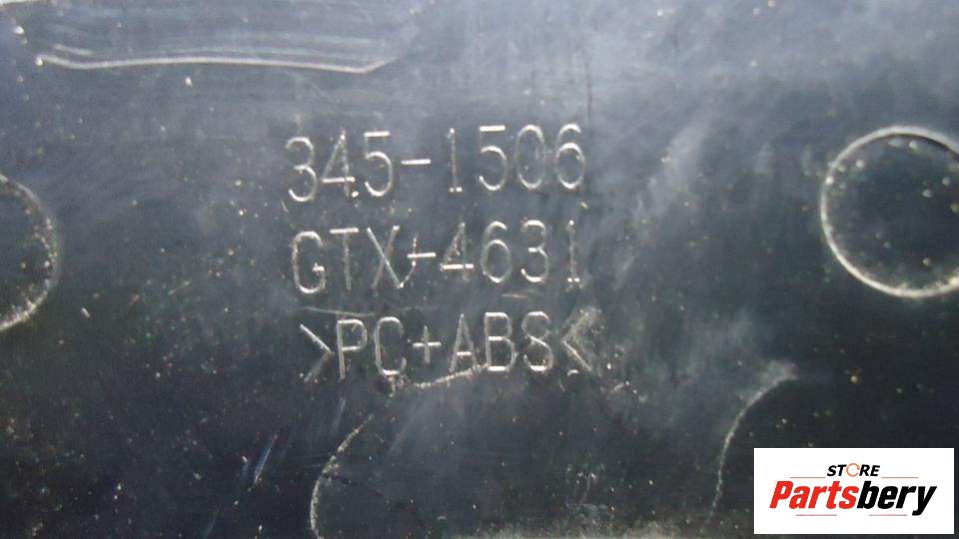 345-1506
GTX-4631
>PC+ABS<
STORE
Partsbery